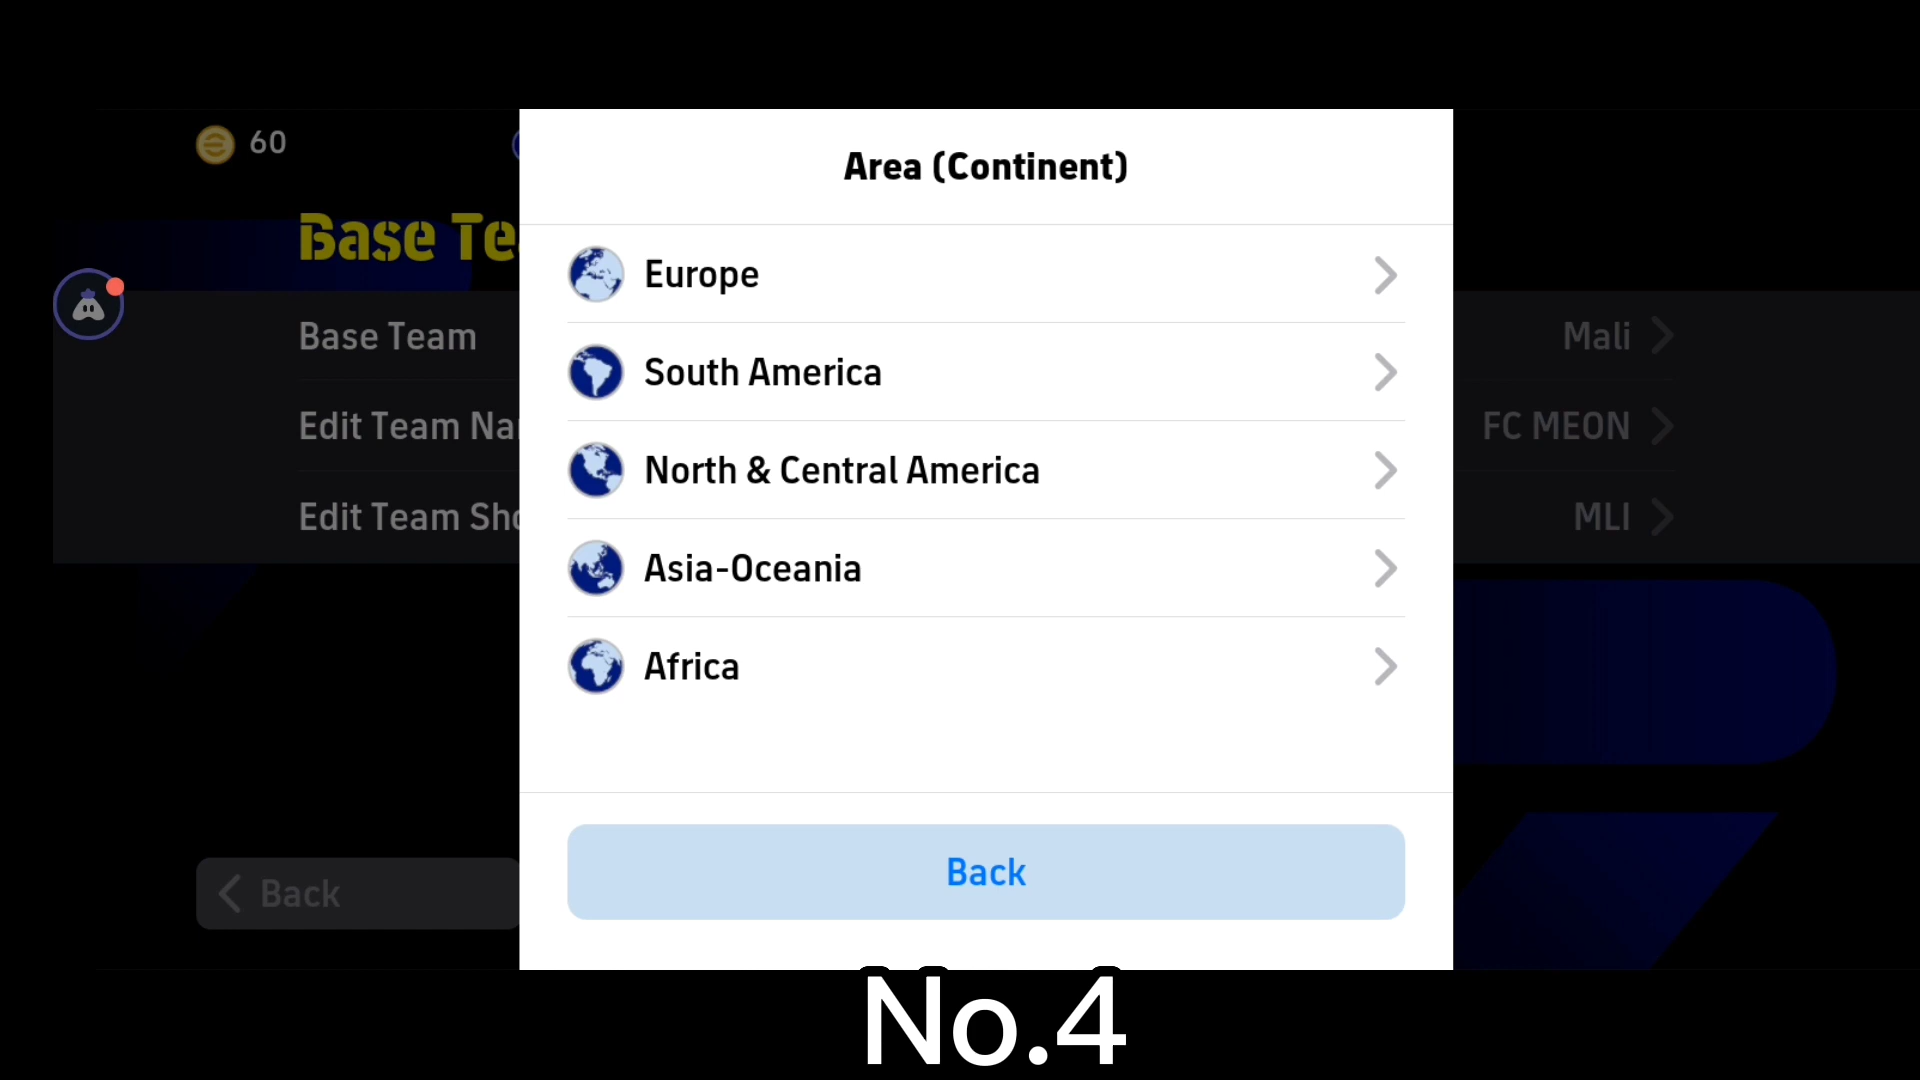 60
Area (Continent)
Base Te
Europe
Base Team
Mali
South America
Edit Team Na
FC MEON
North & Central America
Edit Team Sho
MLI
Asia-Oceania
Africa
Back
Back
No.4